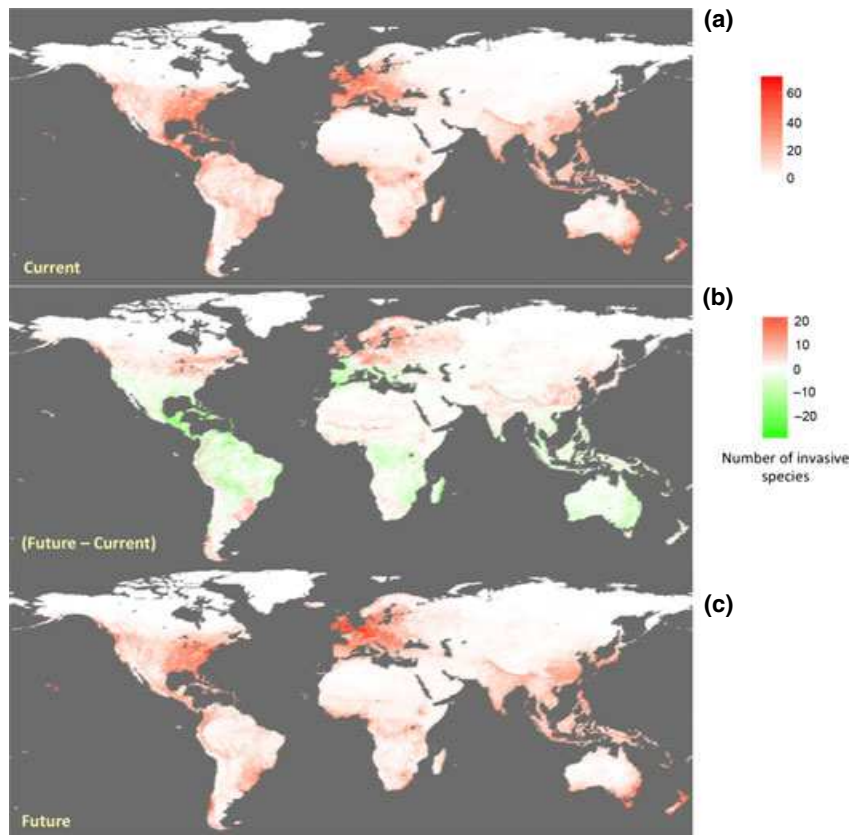 (a)
60
40
20
0
Current
(b)
20
10
0
−10
−20
Number of invasive
species
(Future – Current)
(c)
Future